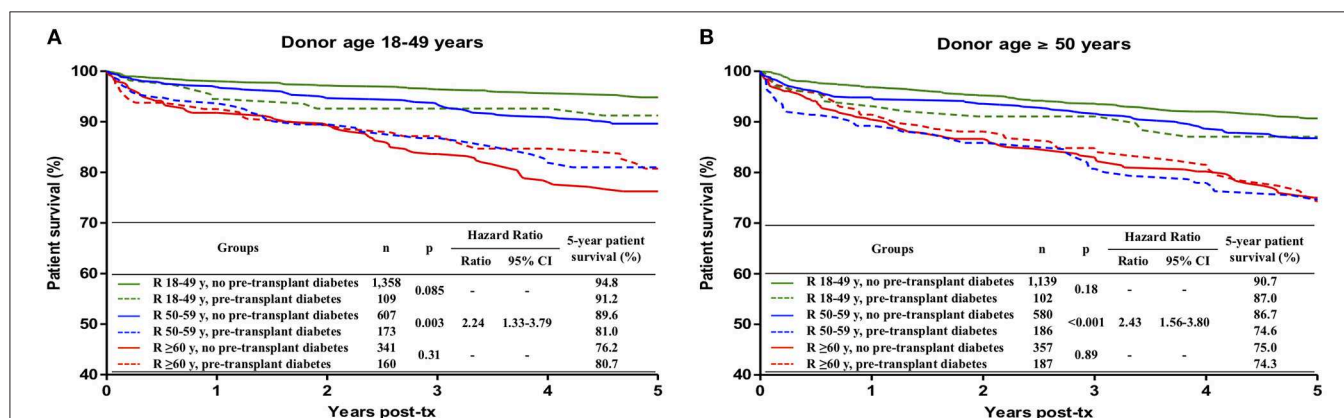 A
Donor age 18-49 years
Patient survival (%)
100
90
80
70
60
50
40
0 1 2 3 4 5
Years post-tx
Groups n p Hazard Ratio 5-year patient survival (%)
Ratio 95% CI
R 18-49 y, no pre-transplant diabetes 1,358 94.8
0.085 - -
R 18-49 y, pre-transplant diabetes 109 91.2
R 50-59 y, no pre-transplant diabetes 607 89.6
0.003 2.24 1.33-3.79
R 50-59 y, pre-transplant diabetes 173 81.0
R ≥60 y, no pre-transplant diabetes 341 76.2
0.31 - -
R ≥60 y, pre-transplant diabetes 160 80.7
B
Donor age ≥ 50 years
Patient survival (%)
100
90
80
70
60
50
40
0 1 2 3 4 5
Years post-tx
Groups n p Hazard Ratio 5-year patient survival (%)
Ratio 95% CI
R 18-49 y, no pre-transplant diabetes 1,139 90.7
0.18 - -
R 18-49 y, pre-transplant diabetes 102 87.0
R 50-59 y, no pre-transplant diabetes 580 86.7
<0.001 2.43 1.56-3.80
R 50-59 y, pre-transplant diabetes 186 74.6
R ≥60 y, no pre-transplant diabetes 357 75.0
0.89 - -
R ≥60 y, pre-transplant diabetes 187 74.3